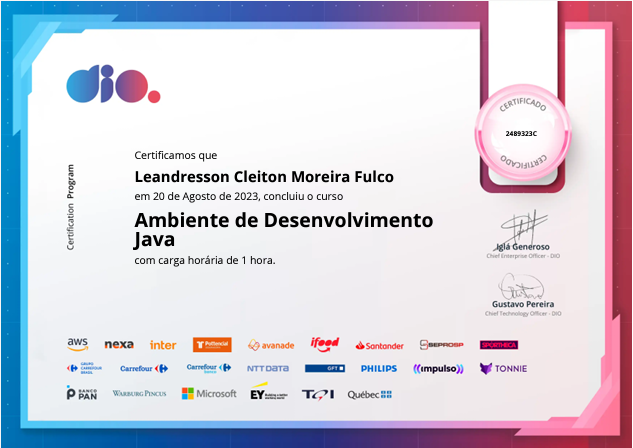 dio.
CERTIFICADO
2489323C
CERTIFICADO
Certification Program
Certificamos que
Leandresson Cleiton Moreira Fulco
em 20 de Agosto de 2023, concluiu o curso
Ambiente de Desenvolvimento
Java
com carga horária de 1 hora.
Iglá Generoso
Chief Enterprise Officer - DIO
Gustavo Pereira
Chief Technology Officer - DIO
aws nexa inter Pottencial avanade ifood Santander SEPROSP SPORTHECA
GRUPO CARREFOUR BRASIL Carrefour Carrefour banco NTT DATA GFT PHILIPS impulso TONNIE
BANCO PAN WARBURG PINCUS Microsoft EY TQI Québec